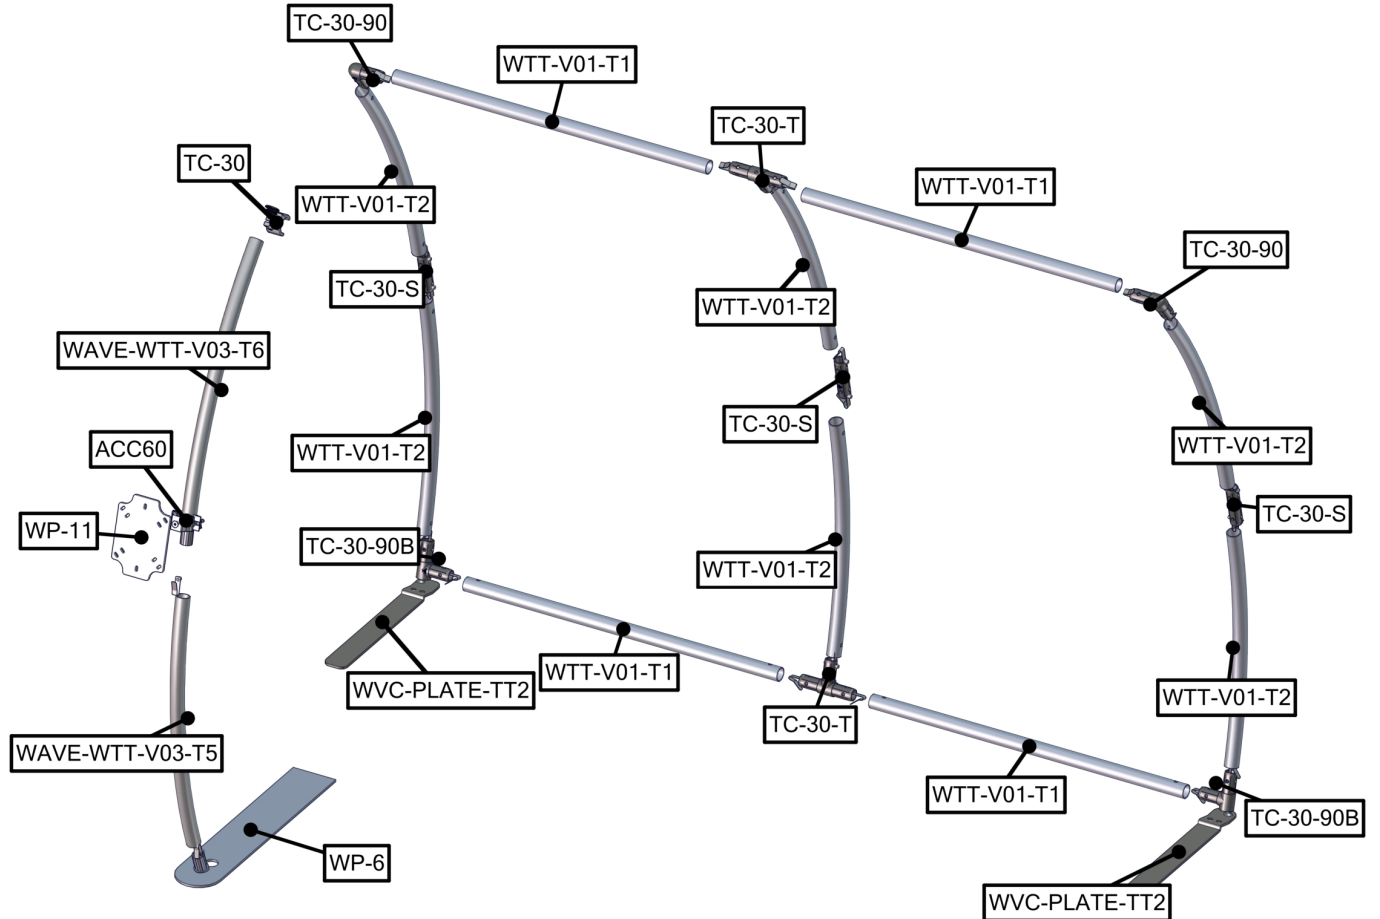 TC-30-90
WTT-V01-T1
TC-30-T
TC-30
WTT-V01-T2
WTT-V01-T1
TC-30-90
TC-30-S
WTT-V01-T2
WAVE-WTT-V03-T6
TC-30-S
WTT-V01-T2
ACC60
WTT-V01-T2
WP-11
TC-30-S
TC-30-90B
WTT-V01-T2
WTT-V01-T1
WVC-PLATE-TT2
WTT-V01-T2
TC-30-T
WAVE-WTT-V03-T5
WTT-V01-T1
TC-30-90B
WP-6
WVC-PLATE-TT2